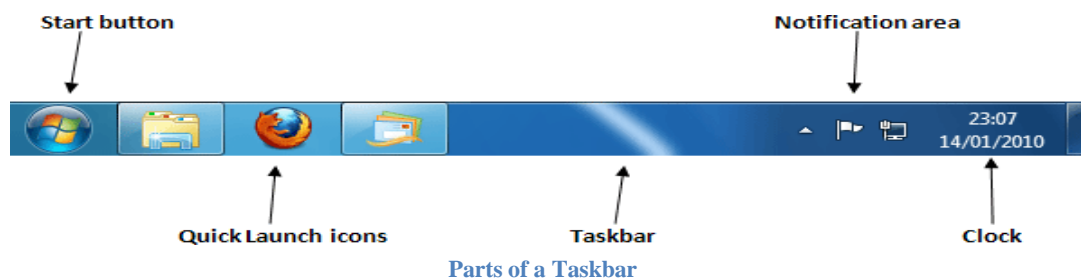 Start button
Notification area
23:07
14/01/2010
Quick Launch icons
Taskbar
Clock
Parts of a Taskbar